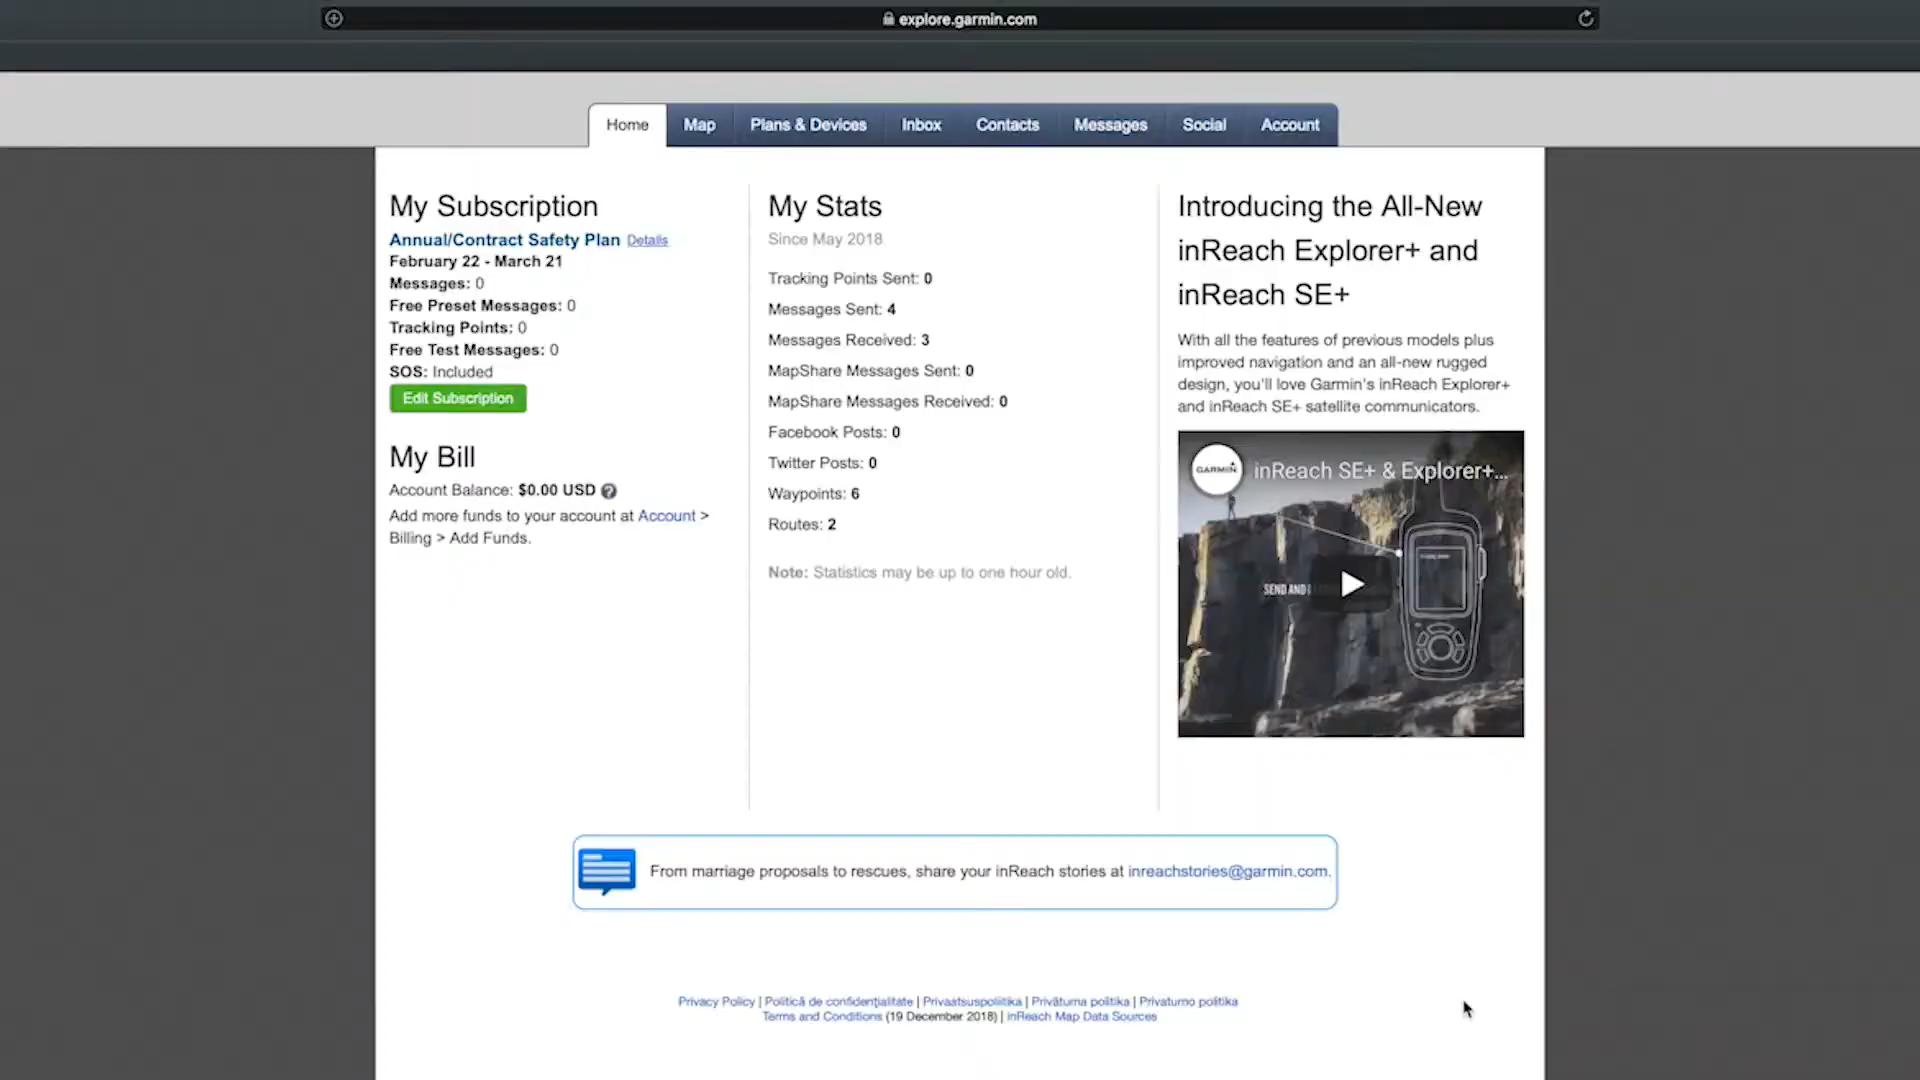 explore.garmin.com
Home Map Plans & Devices Inbox Contacts Messages Social Account
My Subscription
Annual/Contract Safety Plan Details
February 22 - March 21
Messages: 0
Free Preset Messages: 0
Tracking Points: 0
Free Test Messages: 0
SOS: Included
Edit Subscription
My Bill
Account Balance: $0.00 USD ?
Add more funds to your account at Account >
Billing > Add Funds.
My Stats
Since May 2018
Tracking Points Sent: 0
Messages Sent: 4
Messages Received: 3
MapShare Messages Sent: 0
MapShare Messages Received: 0
Facebook Posts: 0
Twitter Posts: 0
Waypoints: 6
Routes: 2
Note: Statistics may be up to one hour old.
Introducing the All-New
inReach Explorer+ and
inReach SE+
With all the features of previous models plus
improved navigation and an all-new rugged
design, you'll love Garmin's inReach Explorer+
and inReach SE+ satellite communicators.
GARMIN inReach SE+ & Explorer+...
SEND AND
From marriage proposals to rescues, share your inReach stories at inreachstories@garmin.com.
Privacy Policy | Politică de confidențialitate | Privaatsuspoliitika | Privātuma politika | Privatumo politika
Terms and Conditions (19 December 2018) | inReach Map Data Sources